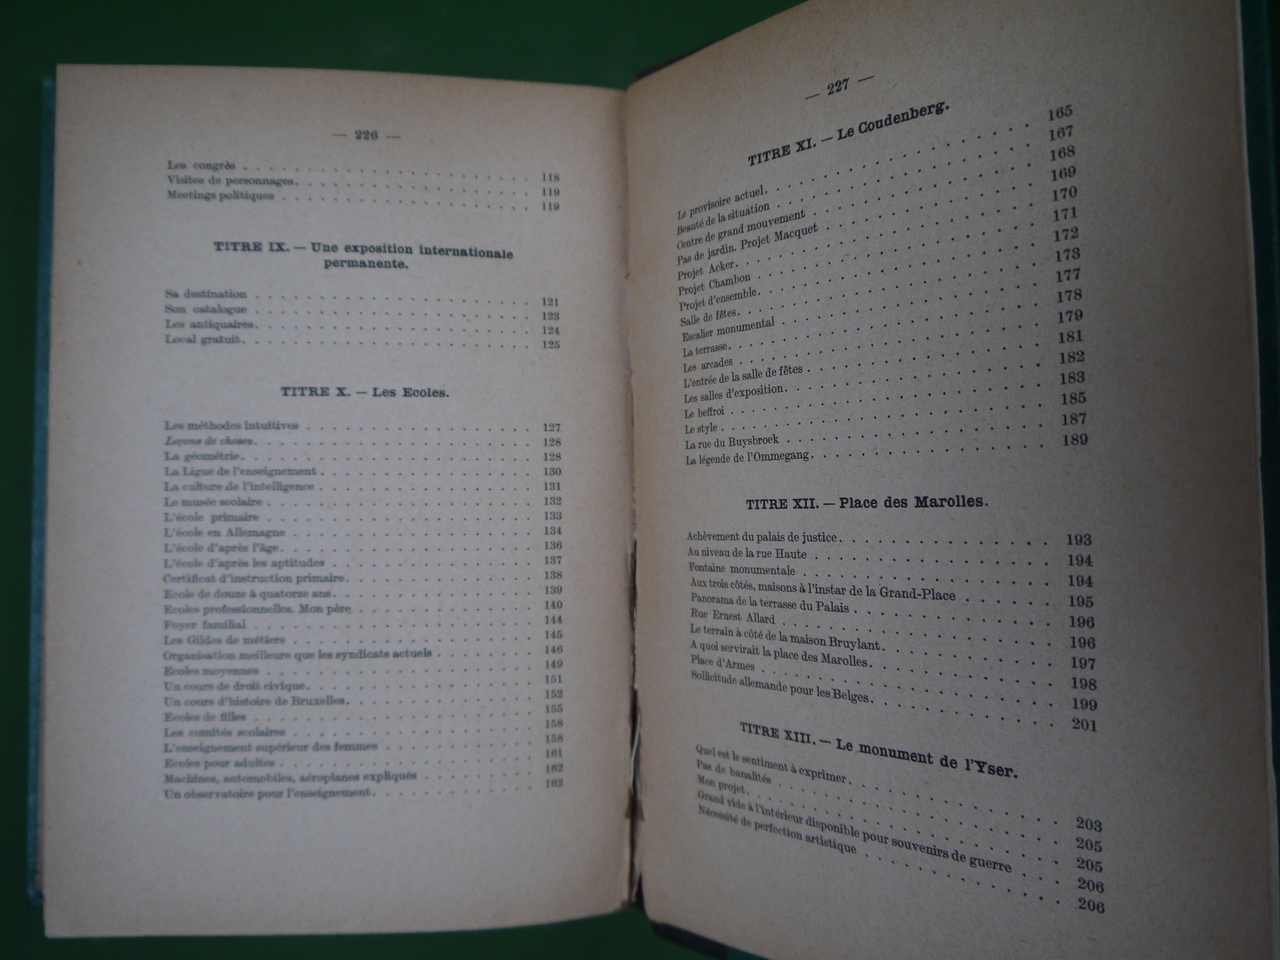 — 226 —
Les congrès . . . . . . . . . . . . . . . . . . . . 118
Visites de personnages. . . . . . . . . . . . . . . . . 119
Meetings politiques . . . . . . . . . . . . . . . . . . 119
TITRE IX. — Une exposition internationale
permanente.
Sa destination . . . . . . . . . . . . . . . . . . . . 121
Son catalogue . . . . . . . . . . . . . . . . . . . . 123
Les antiquaires. . . . . . . . . . . . . . . . . . . . 124
Local gratuit. . . . . . . . . . . . . . . . . . . . . 125
TITRE X. — Les Ecoles.
Les méthodes intuitives . . . . . . . . . . . . . . . . 127
Leçons de choses. . . . . . . . . . . . . . . . . . . 128
La géométrie. . . . . . . . . . . . . . . . . . . . . 128
La Ligue de l'enseignement . . . . . . . . . . . . . . . 130
La culture de l'intelligence . . . . . . . . . . . . . . . 131
Le musée scolaire . . . . . . . . . . . . . . . . . . . 132
L'école primaire . . . . . . . . . . . . . . . . . . . 133
L'école en Allemagne . . . . . . . . . . . . . . . . . 134
L'école d'après l'âge. . . . . . . . . . . . . . . . . . 136
L'école d'après les aptitudes . . . . . . . . . . . . . . 137
Certificat d'instruction primaire. . . . . . . . . . . . . 138
Ecole de douze à quatorze ans. . . . . . . . . . . . . . 139
Ecoles professionnelles. Mon père . . . . . . . . . . . . 140
Foyer familial . . . . . . . . . . . . . . . . . . . . 144
Les Gildes de métiers . . . . . . . . . . . . . . . . . 145
Organisation meilleure que les syndicats actuels . . . . . . . 146
Ecoles moyennes . . . . . . . . . . . . . . . . . . . 149
Un cours de droit civique. . . . . . . . . . . . . . . . 151
Un cours d'histoire de Bruxelles. . . . . . . . . . . . . 152
Ecoles de filles . . . . . . . . . . . . . . . . . . . . 155
Les comités scolaires . . . . . . . . . . . . . . . . . 158
L'enseignement supérieur des femmes . . . . . . . . . . . 158
Ecoles pour adultes . . . . . . . . . . . . . . . . . . 161
Machines, automobiles, aéroplanes expliqués . . . . . . . . 162
Un observatoire pour l'enseignement. . . . . . . . . . . . 162
— 227 —
TITRE XI. — Le Coudenberg.
Le provisoire actuel. . . . . . . . . . . . . . . . . . 165
Beauté de la situation . . . . . . . . . . . . . . . . . 167
Centre de grand mouvement . . . . . . . . . . . . . . . 168
Pas de jardin. Projet Macquet . . . . . . . . . . . . . . 169
Projet Acker. . . . . . . . . . . . . . . . . . . . . 170
Projet Chambon . . . . . . . . . . . . . . . . . . . 171
Projet d'ensemble. . . . . . . . . . . . . . . . . . . 172
Salle de fêtes. . . . . . . . . . . . . . . . . . . . . 173
Escalier monumental . . . . . . . . . . . . . . . . . 177
La terrasse. . . . . . . . . . . . . . . . . . . . . . 178
Les arcades . . . . . . . . . . . . . . . . . . . . . 179
L'entrée de la salle de fêtes . . . . . . . . . . . . . . . 181
Les salles d'exposition. . . . . . . . . . . . . . . . . 182
Le beffroi . . . . . . . . . . . . . . . . . . . . . . 183
Le style . . . . . . . . . . . . . . . . . . . . . . . 185
La rue du Ruysbroek . . . . . . . . . . . . . . . . . 187
La légende de l'Ommegang. . . . . . . . . . . . . . . . 189
TITRE XII. — Place des Marolles.
Achèvement du palais de justice. . . . . . . . . . . . . . 193
Au niveau de la rue Haute . . . . . . . . . . . . . . . 194
Fontaine monumentale . . . . . . . . . . . . . . . . . 194
Aux trois côtés, maisons à l'instar de la Grand-Place . . . . . 195
Panorama de la terrasse du Palais . . . . . . . . . . . . 196
Rue Ernest Allard . . . . . . . . . . . . . . . . . . . 196
Le terrain à côté de la maison Bruylant. . . . . . . . . . 197
A quoi servirait la place des Marolles. . . . . . . . . . . 198
Place d'Armes . . . . . . . . . . . . . . . . . . . . 199
Sollicitude allemande pour les Belges. . . . . . . . . . . 201
TITRE XIII. — Le monument de l'Yser.
Quel est le sentiment à exprimer. . . . . . . . . . . . . 203
Pas de banalités . . . . . . . . . . . . . . . . . . . 205
Mon projet. . . . . . . . . . . . . . . . . . . . . . 205
Grand vide à l'intérieur disponible pour souvenirs de guerre . . . 206
Nécessité de perfection artistique . . . . . . . . . . . . 206